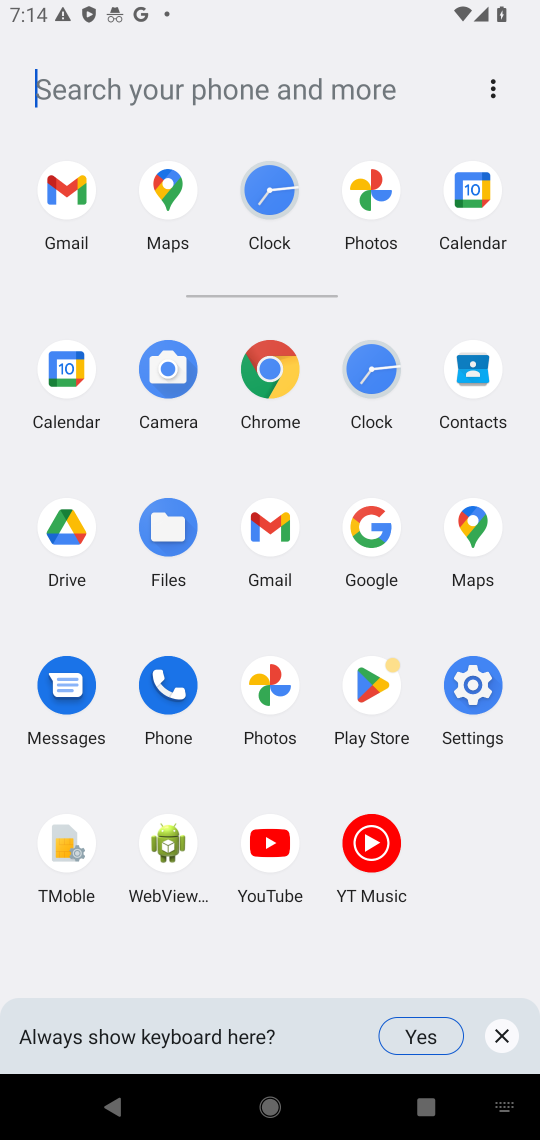 7:14
Search your phone and more
Gmail Maps Clock Photos Calendar
Calendar Camera Chrome Clock Contacts
Drive Files Gmail Google Maps
Messages Phone Photos Play Store Settings
TMoble WebView... YouTube YT Music
Always show keyboard here? Yes